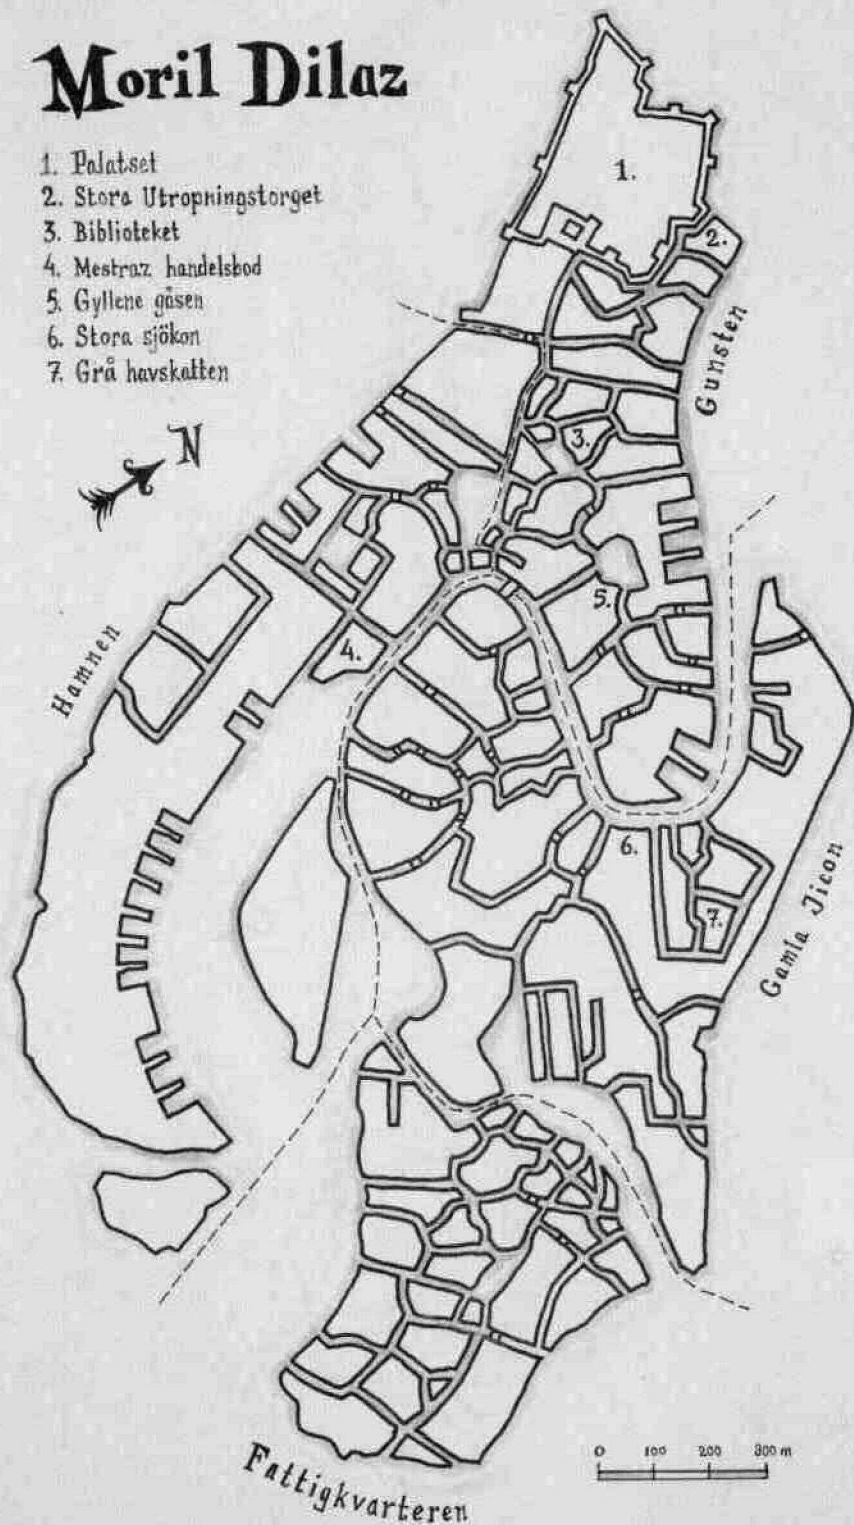 Moril Dilaz
1. Palatset
2. Stora Utropningstorget
3. Biblioteket
4. Mestraz handelsbod
5. Gyllene gåsen
6. Stora sjökon
7. Grå havskatten
N
1.
2.
Gunsten
3.
5.
4.
Hamnen
6.
7.
Gamla Jicon
0 100 200 300 m
Fattigkvarteren